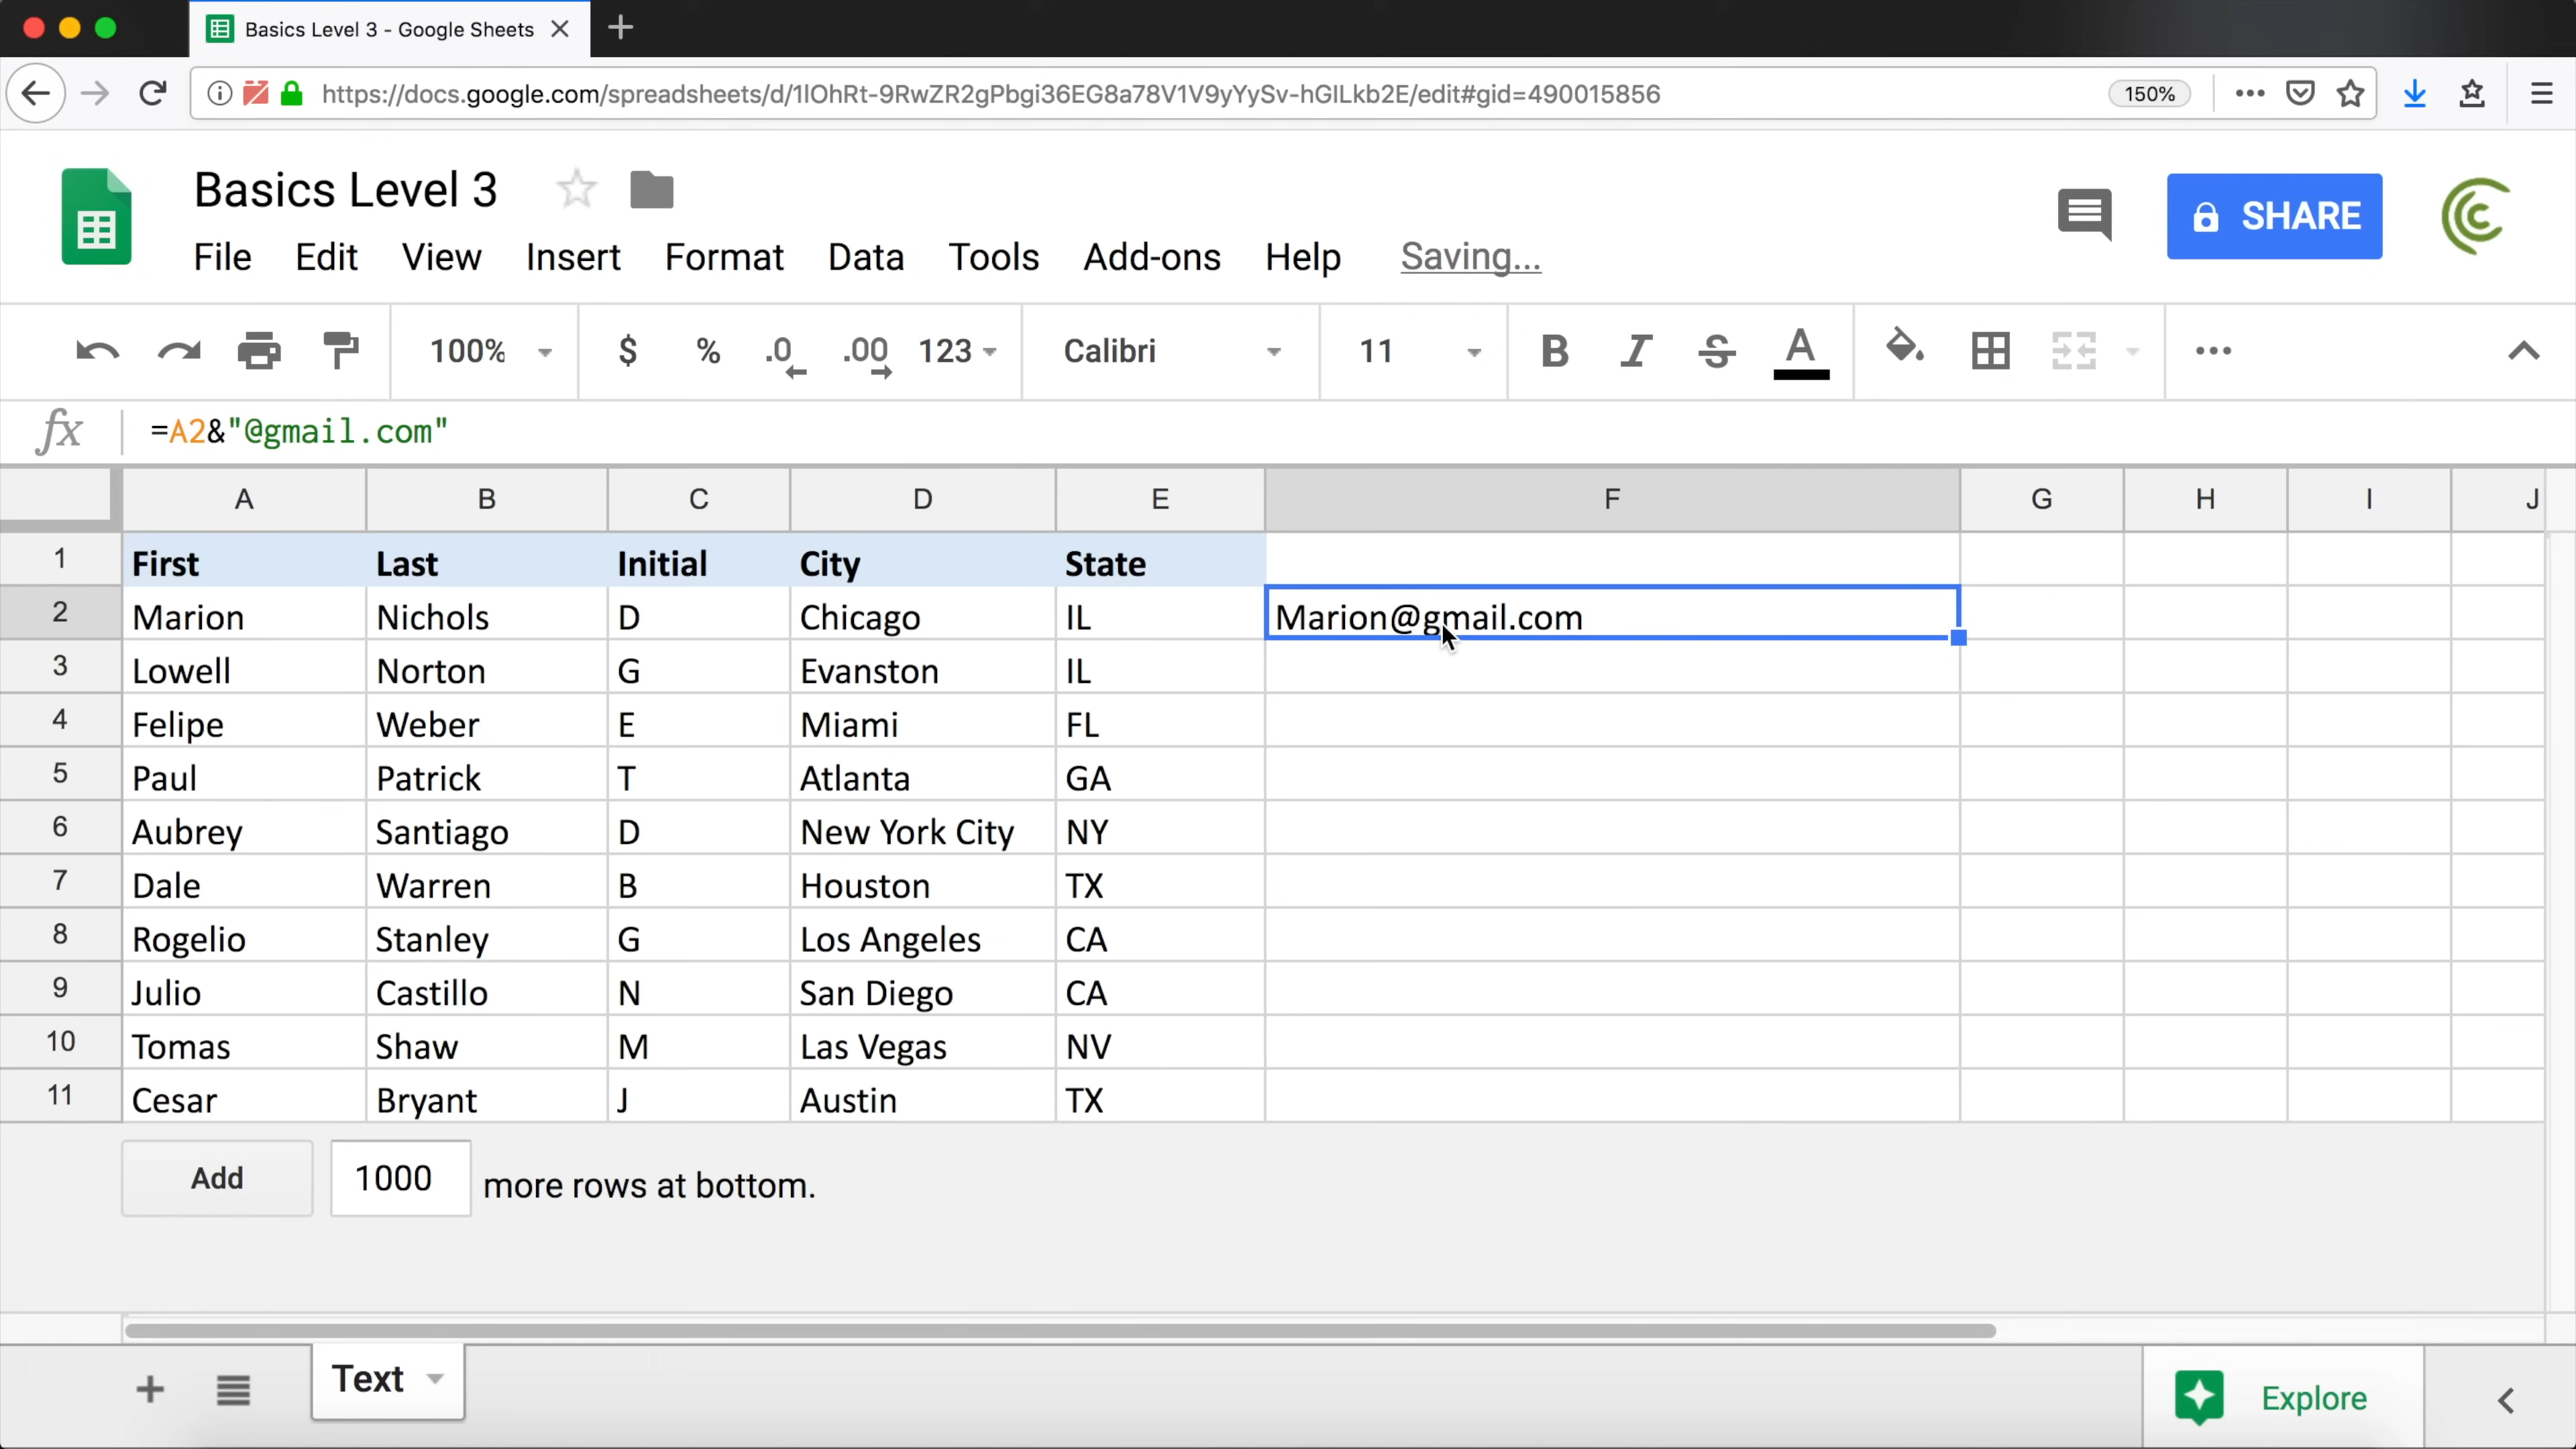 Basics Level 3 - Google Sheets
https://docs.google.com/spreadsheets/d/1lOhRt-9RwZR2gPbgi36EG8a78V1V9yYySv-hGlLkb2E/edit#gid=490015856 150%
Basics Level 3
SHARE
File Edit View Insert Format Data Tools Add-ons Help Saving...
100% $ % .0 .00 123 Calibri 11 B I S A
fx =A2&"@gmail.com"
A B C D E F G H I J
1 First Last Initial City State
2 Marion Nichols D Chicago IL Marion@gmail.com
3 Lowell Norton G Evanston IL
4 Felipe Weber E Miami FL
5 Paul Patrick T Atlanta GA
6 Aubrey Santiago D New York City NY
7 Dale Warren B Houston TX
8 Rogelio Stanley G Los Angeles CA
9 Julio Castillo N San Diego CA
10 Tomas Shaw M Las Vegas NV
11 Cesar Bryant J Austin TX
Add 1000 more rows at bottom.
Text
Explore